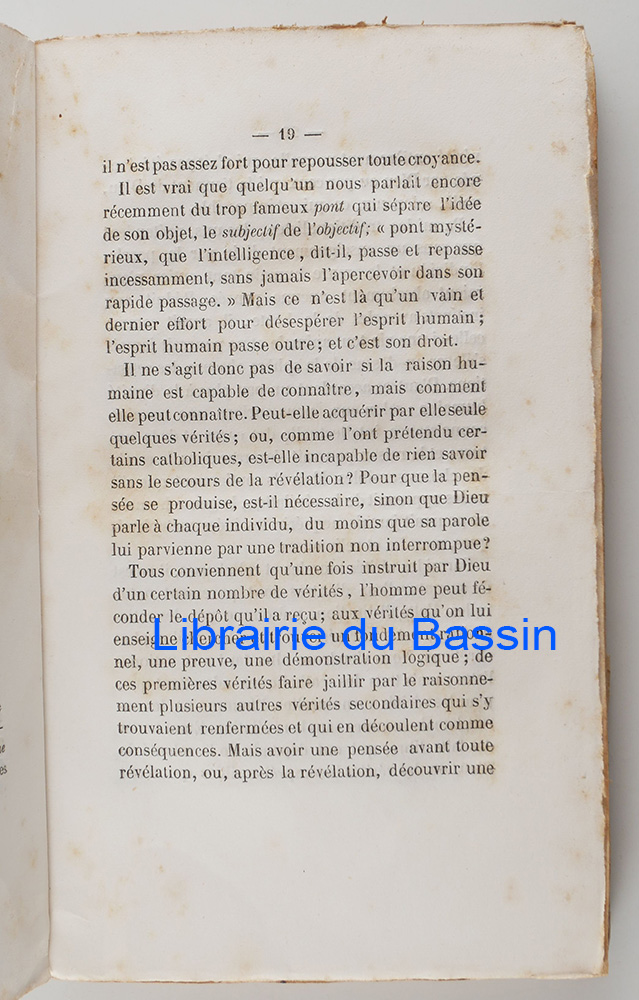 — 19 —
il n'est pas assez fort pour repousser toute croyance.
Il est vrai que quelqu'un nous parlait encore
récemment du trop fameux pont qui sépare l'idée
de son objet, le subjectif de l'objectif; « pont mysté-
rieux, que l'intelligence, dit-il, passe et repasse
incessamment, sans jamais l'apercevoir dans son
rapide passage. » Mais ce n'est là qu'un vain et
dernier effort pour désespérer l'esprit humain;
l'esprit humain passe outre; et c'est son droit.
Il ne s'agit donc pas de savoir si la raison hu-
maine est capable de connaître, mais comment
elle peut connaître. Peut-elle acquérir par elle seule
quelques vérités; ou, comme l'ont prétendu cer-
tains catholiques, est-elle incapable de rien savoir
sans le secours de la révélation? Pour que la pen-
sée se produise, est-il nécessaire, sinon que Dieu
parle à chaque individu, du moins que sa parole
lui parvienne par une tradition non interrompue?
Tous conviennent qu'une fois instruit par Dieu
d'un certain nombre de vérités, l'homme peut fé-
conder le dépôt qu'il a reçu; aux vérités qu'on lui
enseigne chercher et trouver un fondement ration-
Librairie du Bassin
nel, une preuve, une démonstration logique; de
ces premières vérités faire jaillir par le raisonne-
ment plusieurs autres vérités secondaires qui s'y
trouvaient renfermées et qui en découlent comme
conséquences. Mais avoir une pensée avant toute
révélation, ou, après la révélation, découvrir une